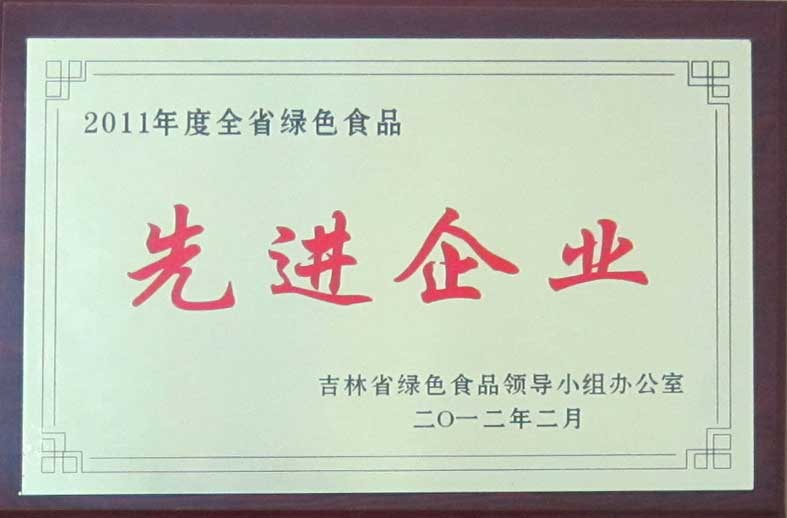 2011年度全省绿色食品
先进企业
吉林省绿色食品领导小组办公室
二O一二年二月